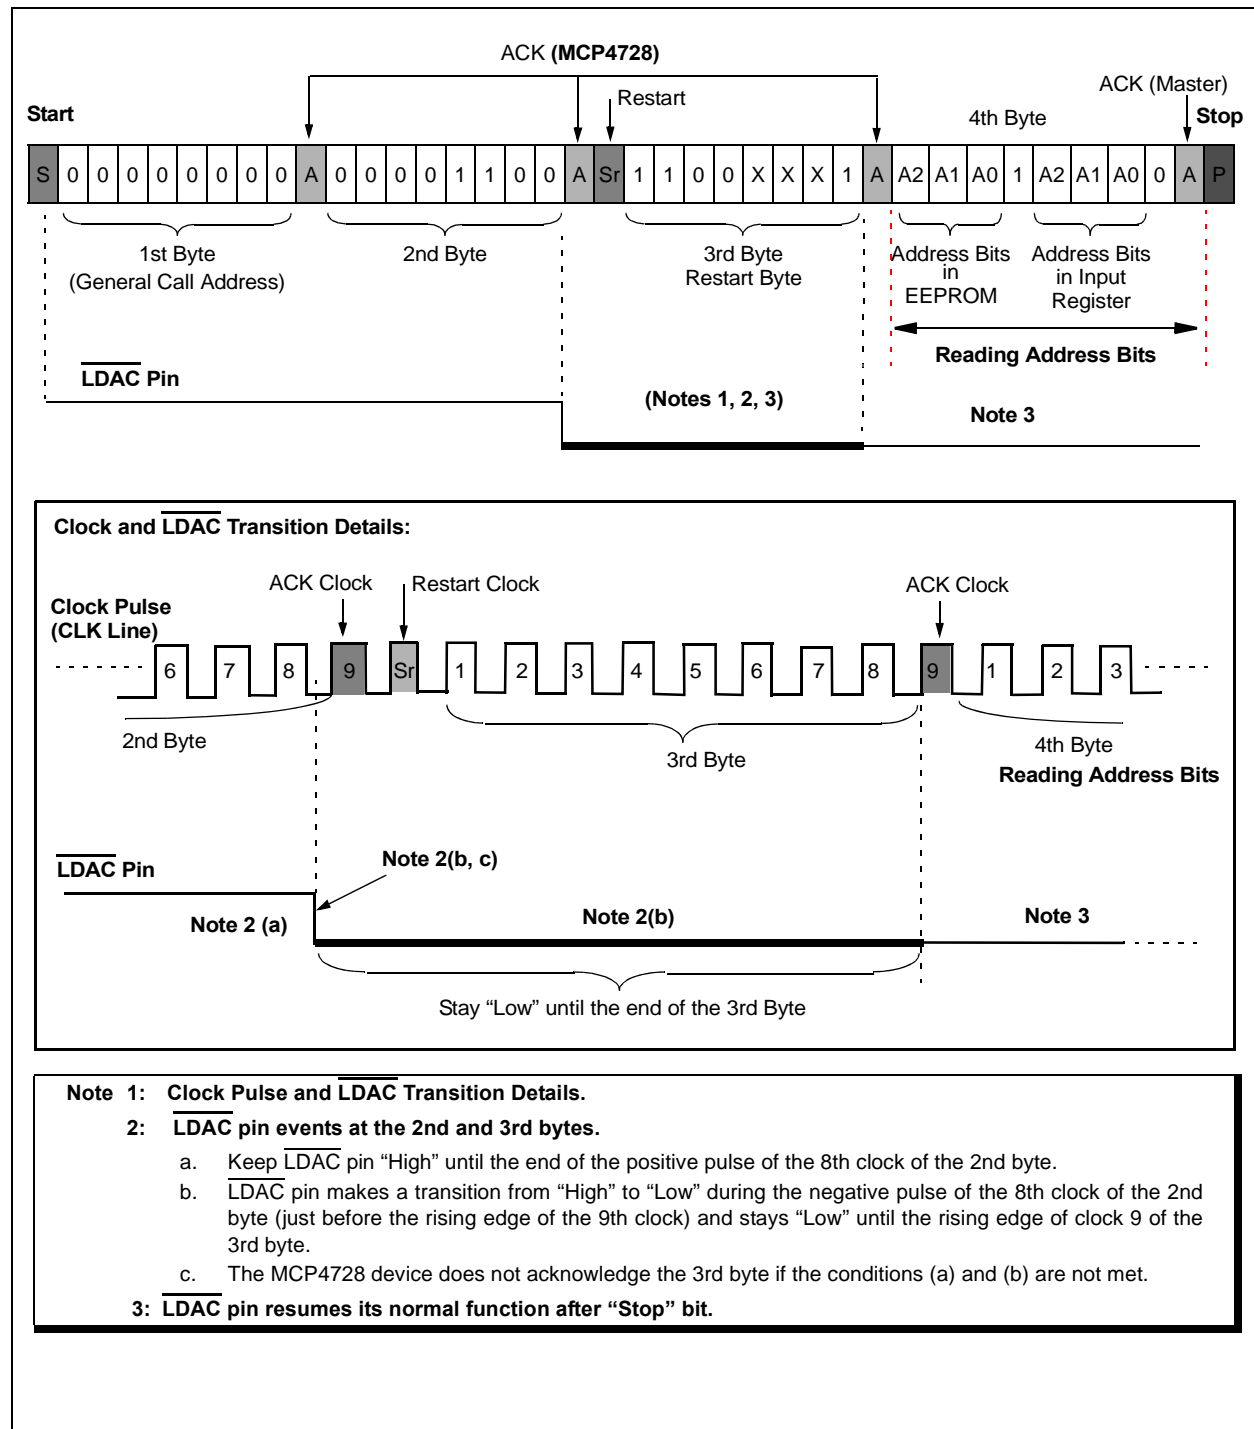 ACK (MCP4728)
Restart
ACK (Master)
Start
4th Byte
Stop
S 0 0 0 0 0 0 0 0 A 0 0 0 0 1 1 0 0 A Sr 1 1 0 0 X X X 1 A A2 A1 A0 1 A2 A1 A0 0 A P
1st Byte
(General Call Address)
2nd Byte
3rd Byte
Restart Byte
Address Bits
in
EEPROM
Address Bits
in Input
Register
Reading Address Bits
LDAC Pin
(Notes 1, 2, 3)
Note 3
Clock and LDAC Transition Details:
ACK Clock
Restart Clock
ACK Clock
Clock Pulse
(CLK Line)
6 7 8 9 Sr 1 2 3 4 5 6 7 8 9 1 2 3
2nd Byte
3rd Byte
4th Byte
Reading Address Bits
LDAC Pin
Note 2(b, c)
Note 2 (a)
Note 2(b)
Note 3
Stay “Low” until the end of the 3rd Byte
Note 1: Clock Pulse and LDAC Transition Details.
2: LDAC pin events at the 2nd and 3rd bytes.
a. Keep LDAC pin “High” until the end of the positive pulse of the 8th clock of the 2nd byte.
b. LDAC pin makes a transition from “High” to “Low” during the negative pulse of the 8th clock of the 2nd
byte (just before the rising edge of the 9th clock) and stays “Low” until the rising edge of clock 9 of the
3rd byte.
c. The MCP4728 device does not acknowledge the 3rd byte if the conditions (a) and (b) are not met.
3: LDAC pin resumes its normal function after “Stop” bit.